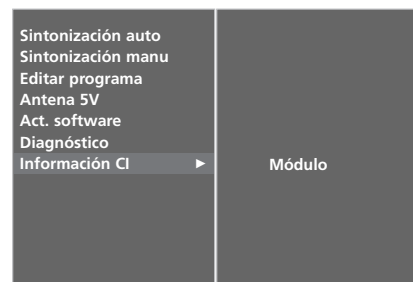 Sintonización auto
Sintonización manu
Editar programa
Antena 5V
Act. software
Diagnóstico
Información CI ►
Módulo